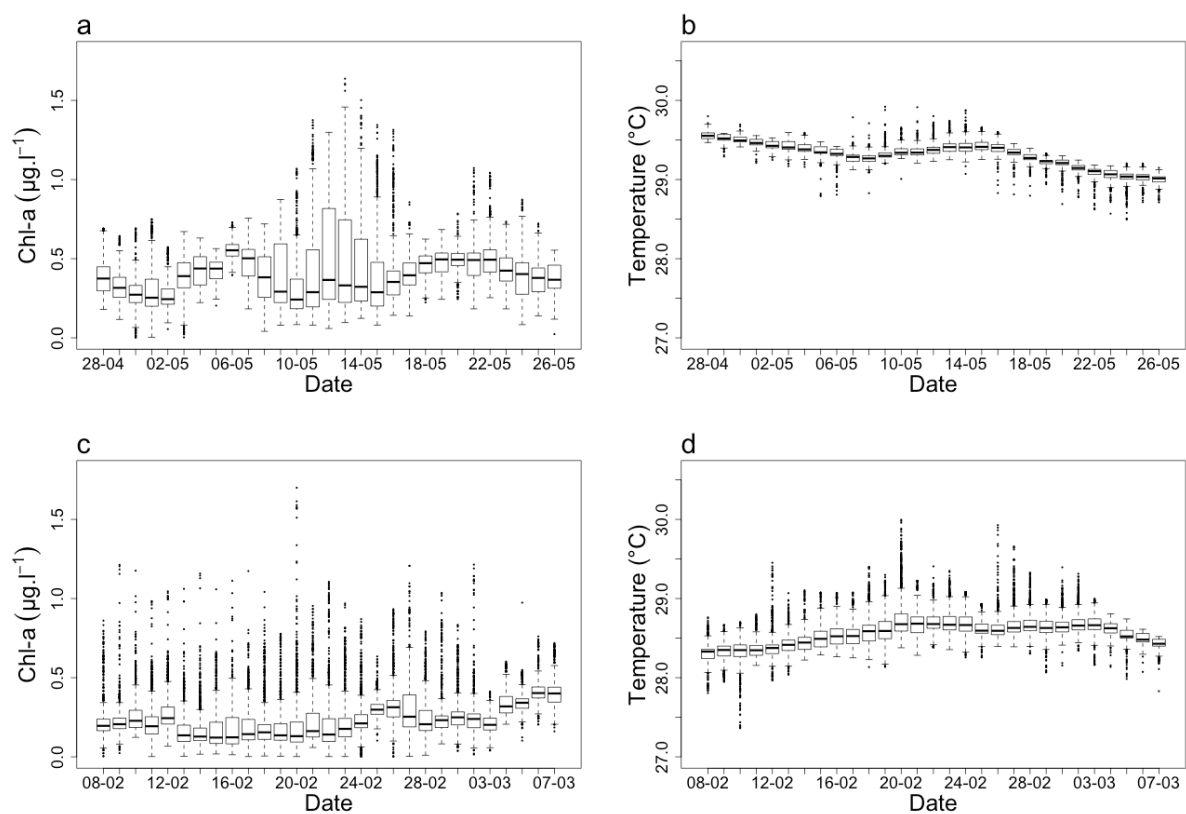 a
Chl-a (µg.l⁻¹)
0.0 0.5 1.0 1.5
28-04 02-05 06-05 10-05 14-05 18-05 22-05 26-05
Date
b
Temperature (°C)
27.0 28.0 29.0 30.0
28-04 02-05 06-05 10-05 14-05 18-05 22-05 26-05
Date
c
Chl-a (µg.l⁻¹)
0.0 0.5 1.0 1.5
08-02 12-02 16-02 20-02 24-02 28-02 03-03 07-03
Date
d
Temperature (°C)
27.0 28.0 29.0 30.0
08-02 12-02 16-02 20-02 24-02 28-02 03-03 07-03
Date